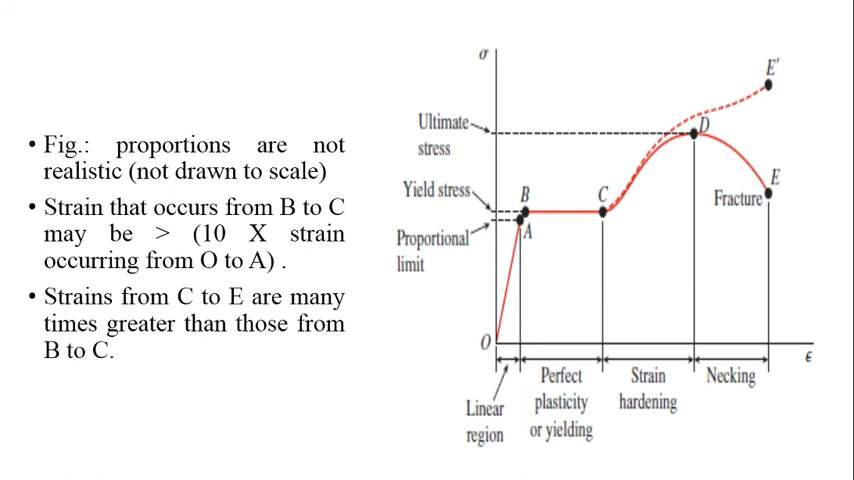 • Fig.: proportions are not
realistic (not drawn to scale)
• Strain that occurs from B to C
may be > (10 X strain
occurring from O to A) .
• Strains from C to E are many
times greater than those from
B to C.
σ
E'
Ultimate
stress
D
Yield stress
B
C
E
Fracture
A
Proportional
limit
O
ϵ
Perfect
plasticity
or yielding
Strain
hardening
Necking
Linear
region